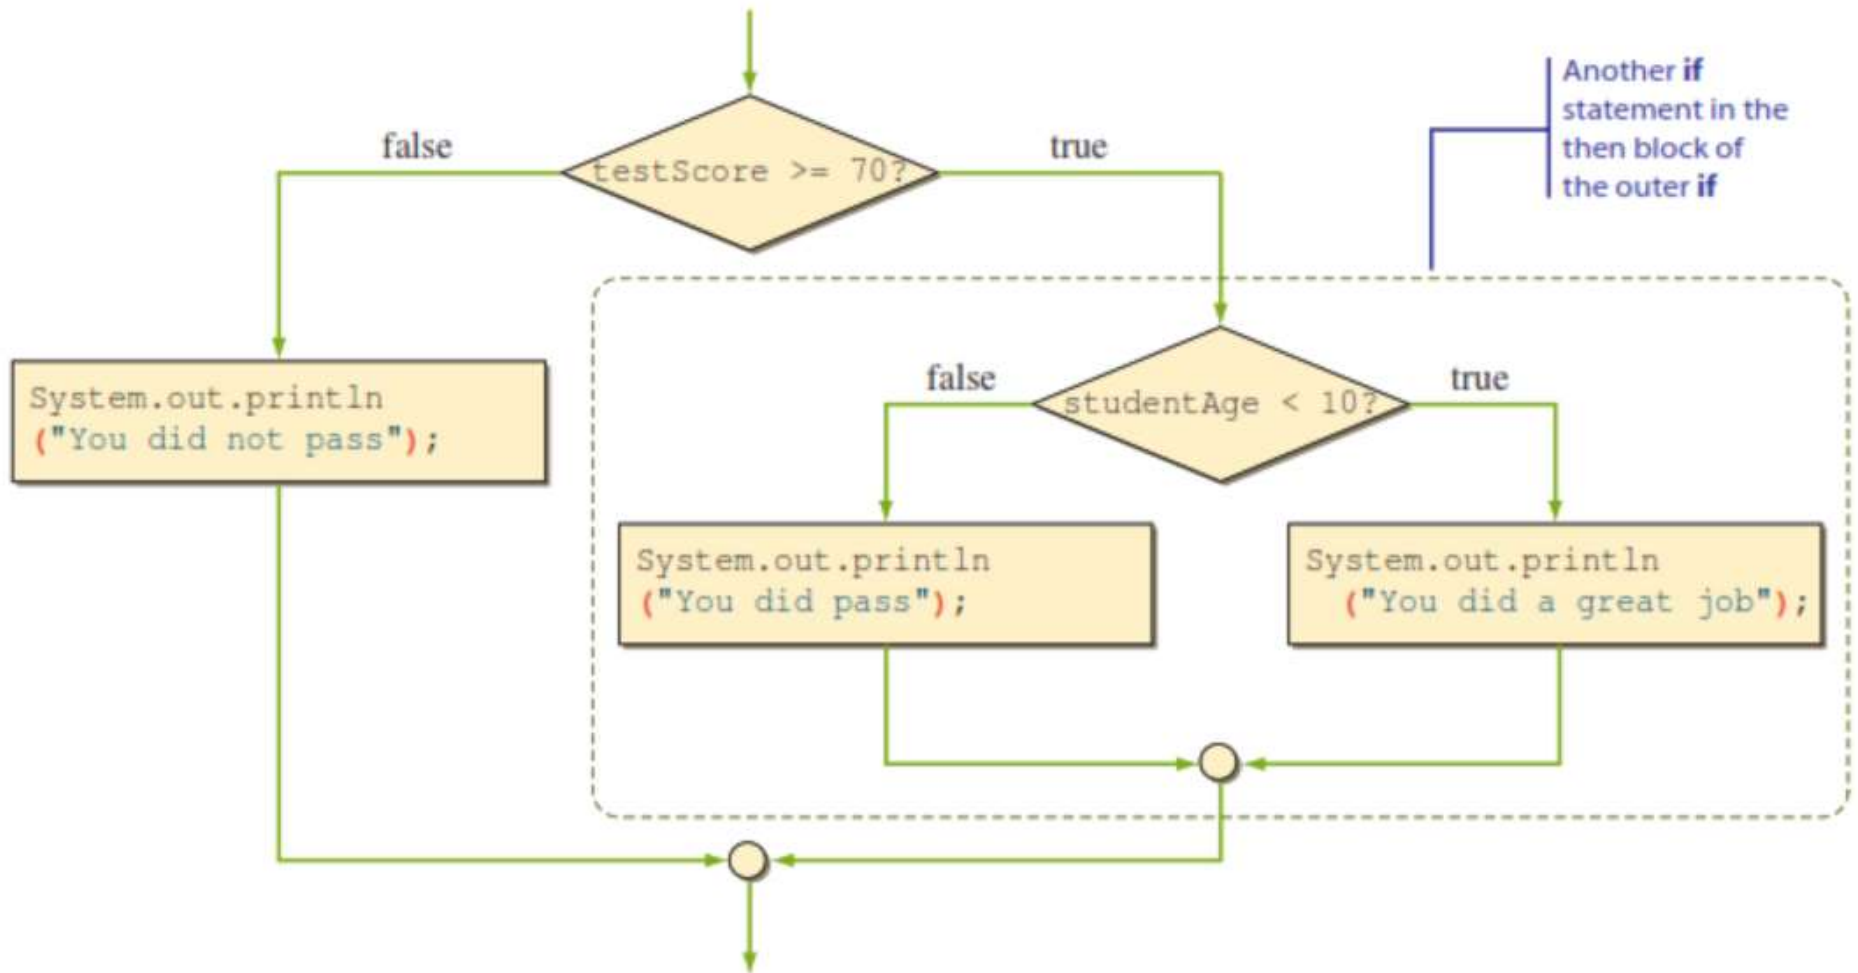 Another if
statement in the
then block of
the outer if
false
testScore >= 70?
true
System.out.println
("You did not pass");
false
studentAge < 10?
true
System.out.println
("You did pass");
System.out.println
("You did a great job");